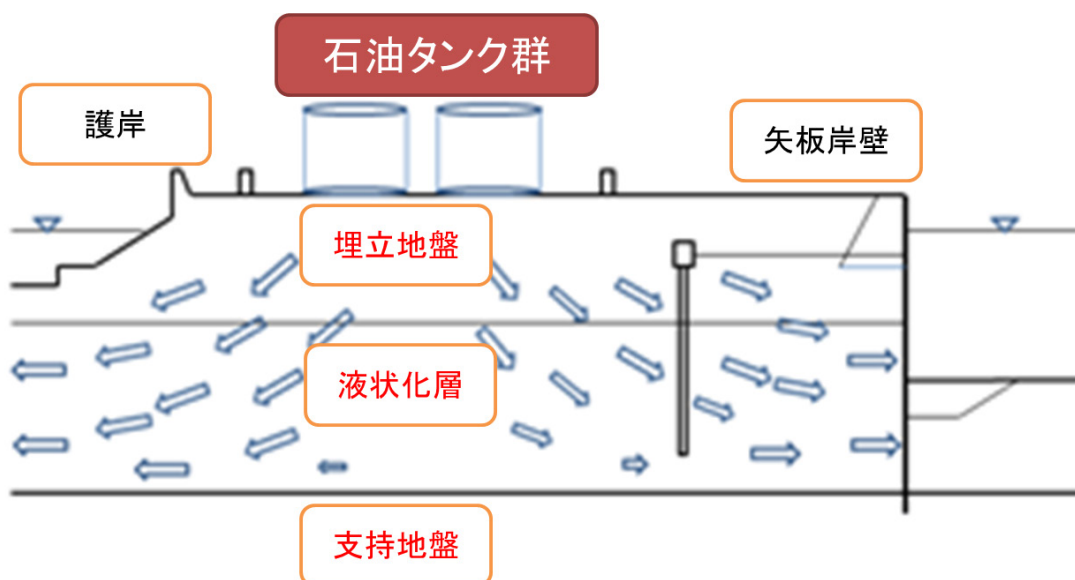 石油タンク群
護岸
矢板岸壁
埋立地盤
液状化層
支持地盤